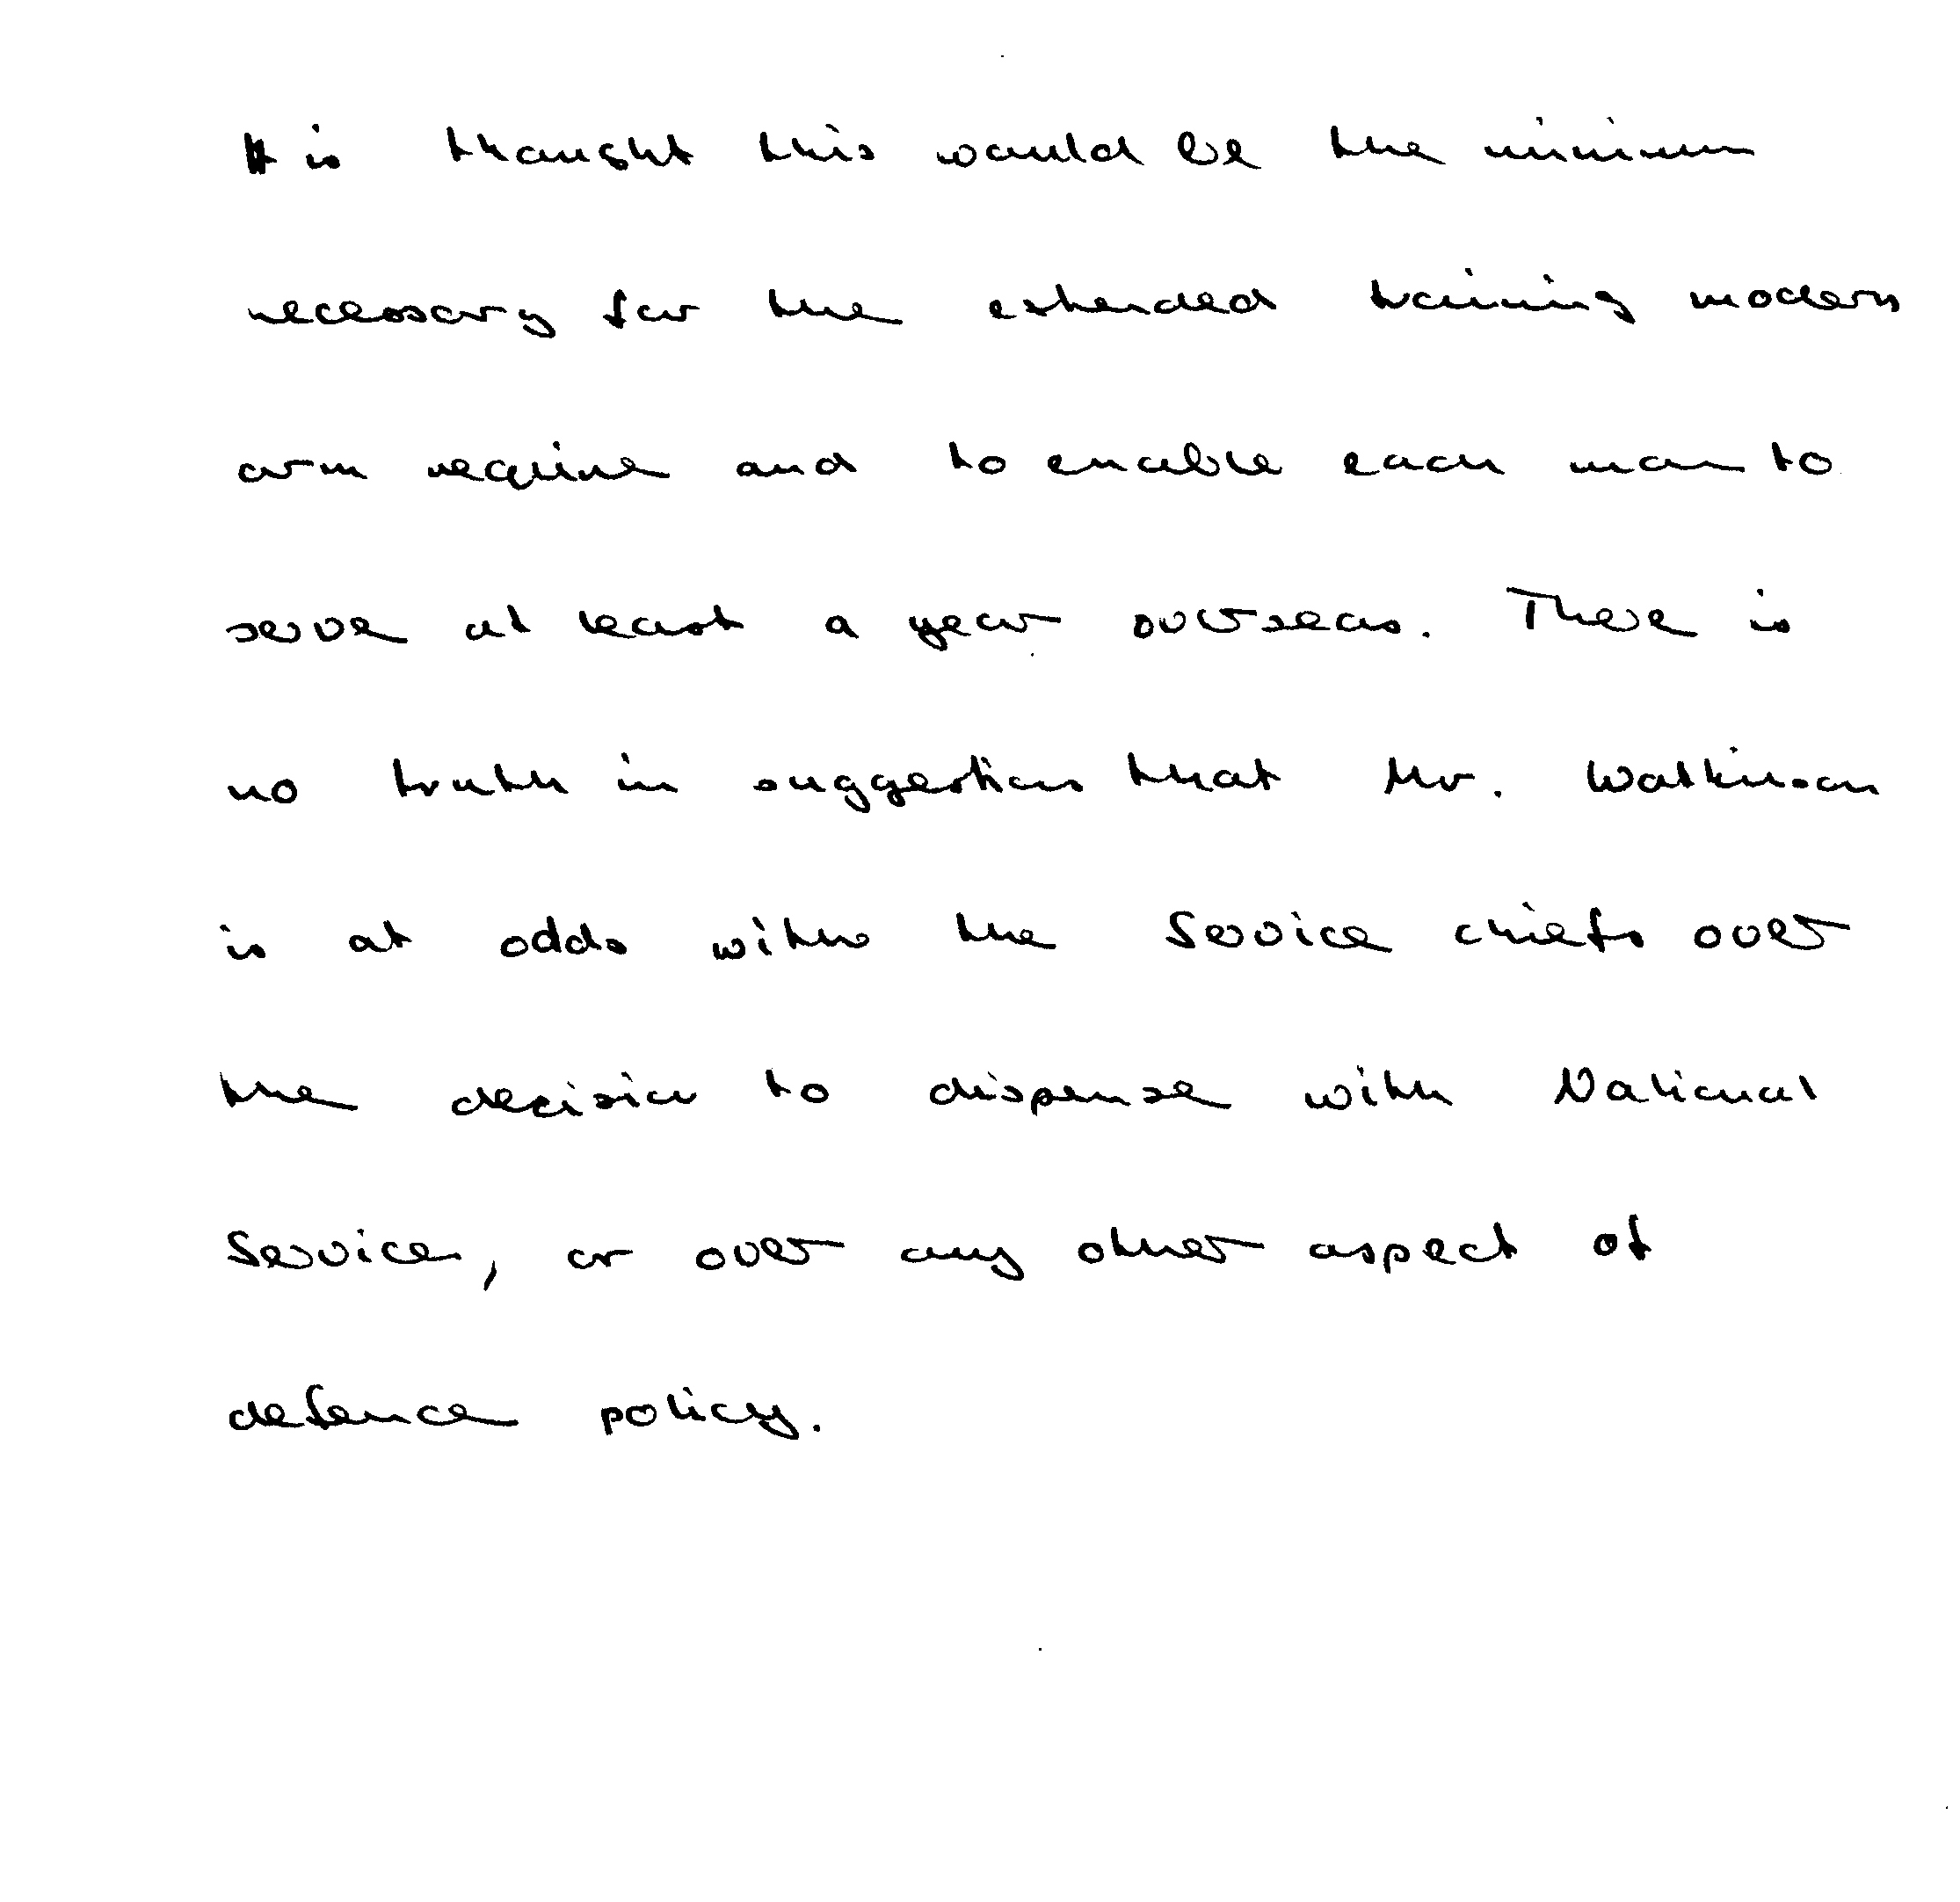 It is thought this would be the minimum
necessary for the extended training modern
arm require and to enable each man to
serve at least a year overseas. There is
no truth in suggestions that Mr. Watkinson
is at odds with the Service chiefs over
the decision to dispense with National
Service, or over any other aspect of
defence policy.